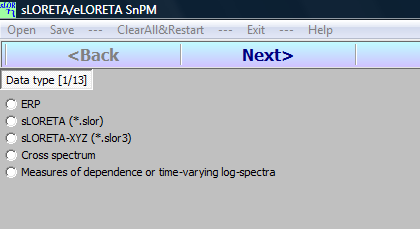 sLORETA/eLORETA SnPM
Open Save --- ClearAll&Restart --- Exit --- Help
<Back Next>
Data type [1/13]
ERP
sLORETA (*.slor)
sLORETA-XYZ (*.slor3)
Cross spectrum
Measures of dependence or time-varying log-spectra